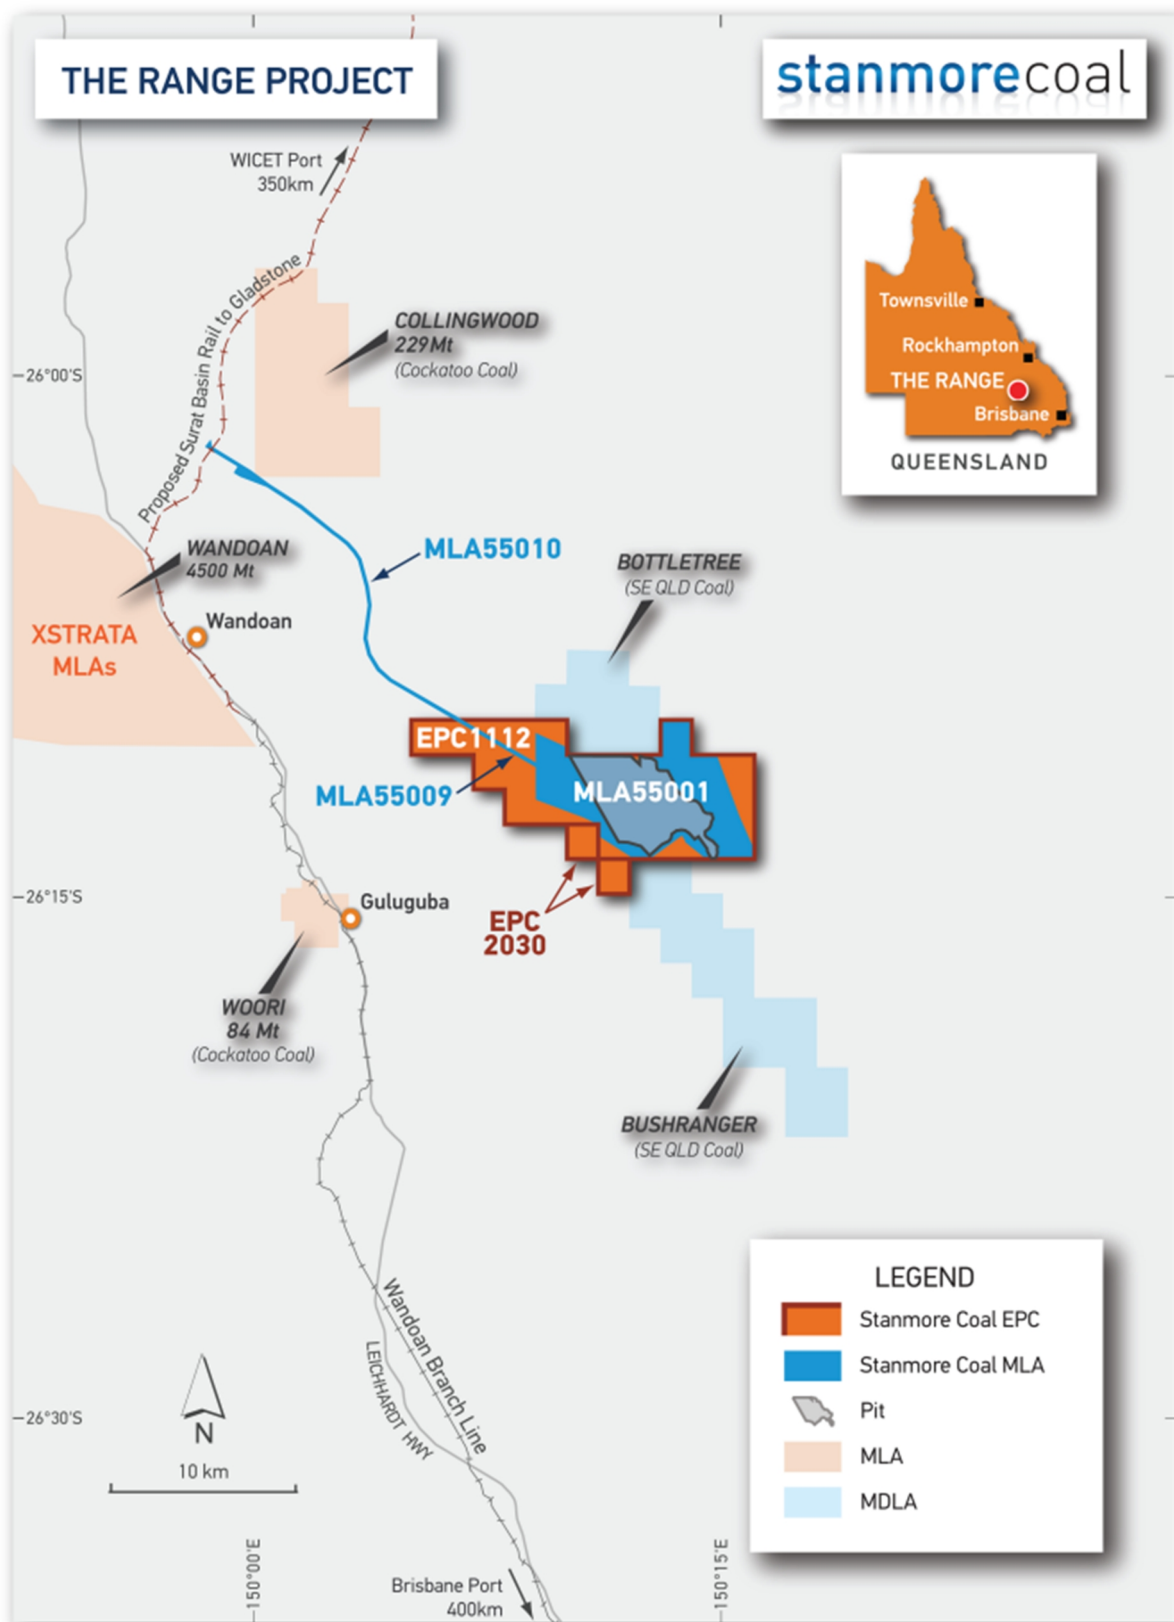 THE RANGE PROJECT
stanmorecoal
WICET Port
350km
Proposed Surat Basin Rail to Gladstone
COLLINGWOOD
229Mt
(Cockatoo Coal)
Townsville
Rockhampton
THE RANGE
Brisbane
QUEENSLAND
26°00'S
MLA55010
WANDOAN
4500 Mt
Wandoan
XSTRATA
MLAs
BOTTLETREE
(SE QLD Coal)
EPC1112
MLA55009
MLA55001
26°15'S
Guluguba
EPC
2030
WOORI
84 Mt
(Cockatoo Coal)
BUSHRANGER
(SE QLD Coal)
Wandoan Branch Line
LEICHHARDT HWY
26°30'S
N
10 km
LEGEND
Stanmore Coal EPC
Stanmore Coal MLA
Pit
MLA
MDLA
150°00'E
150°15'E
Brisbane Port
400km